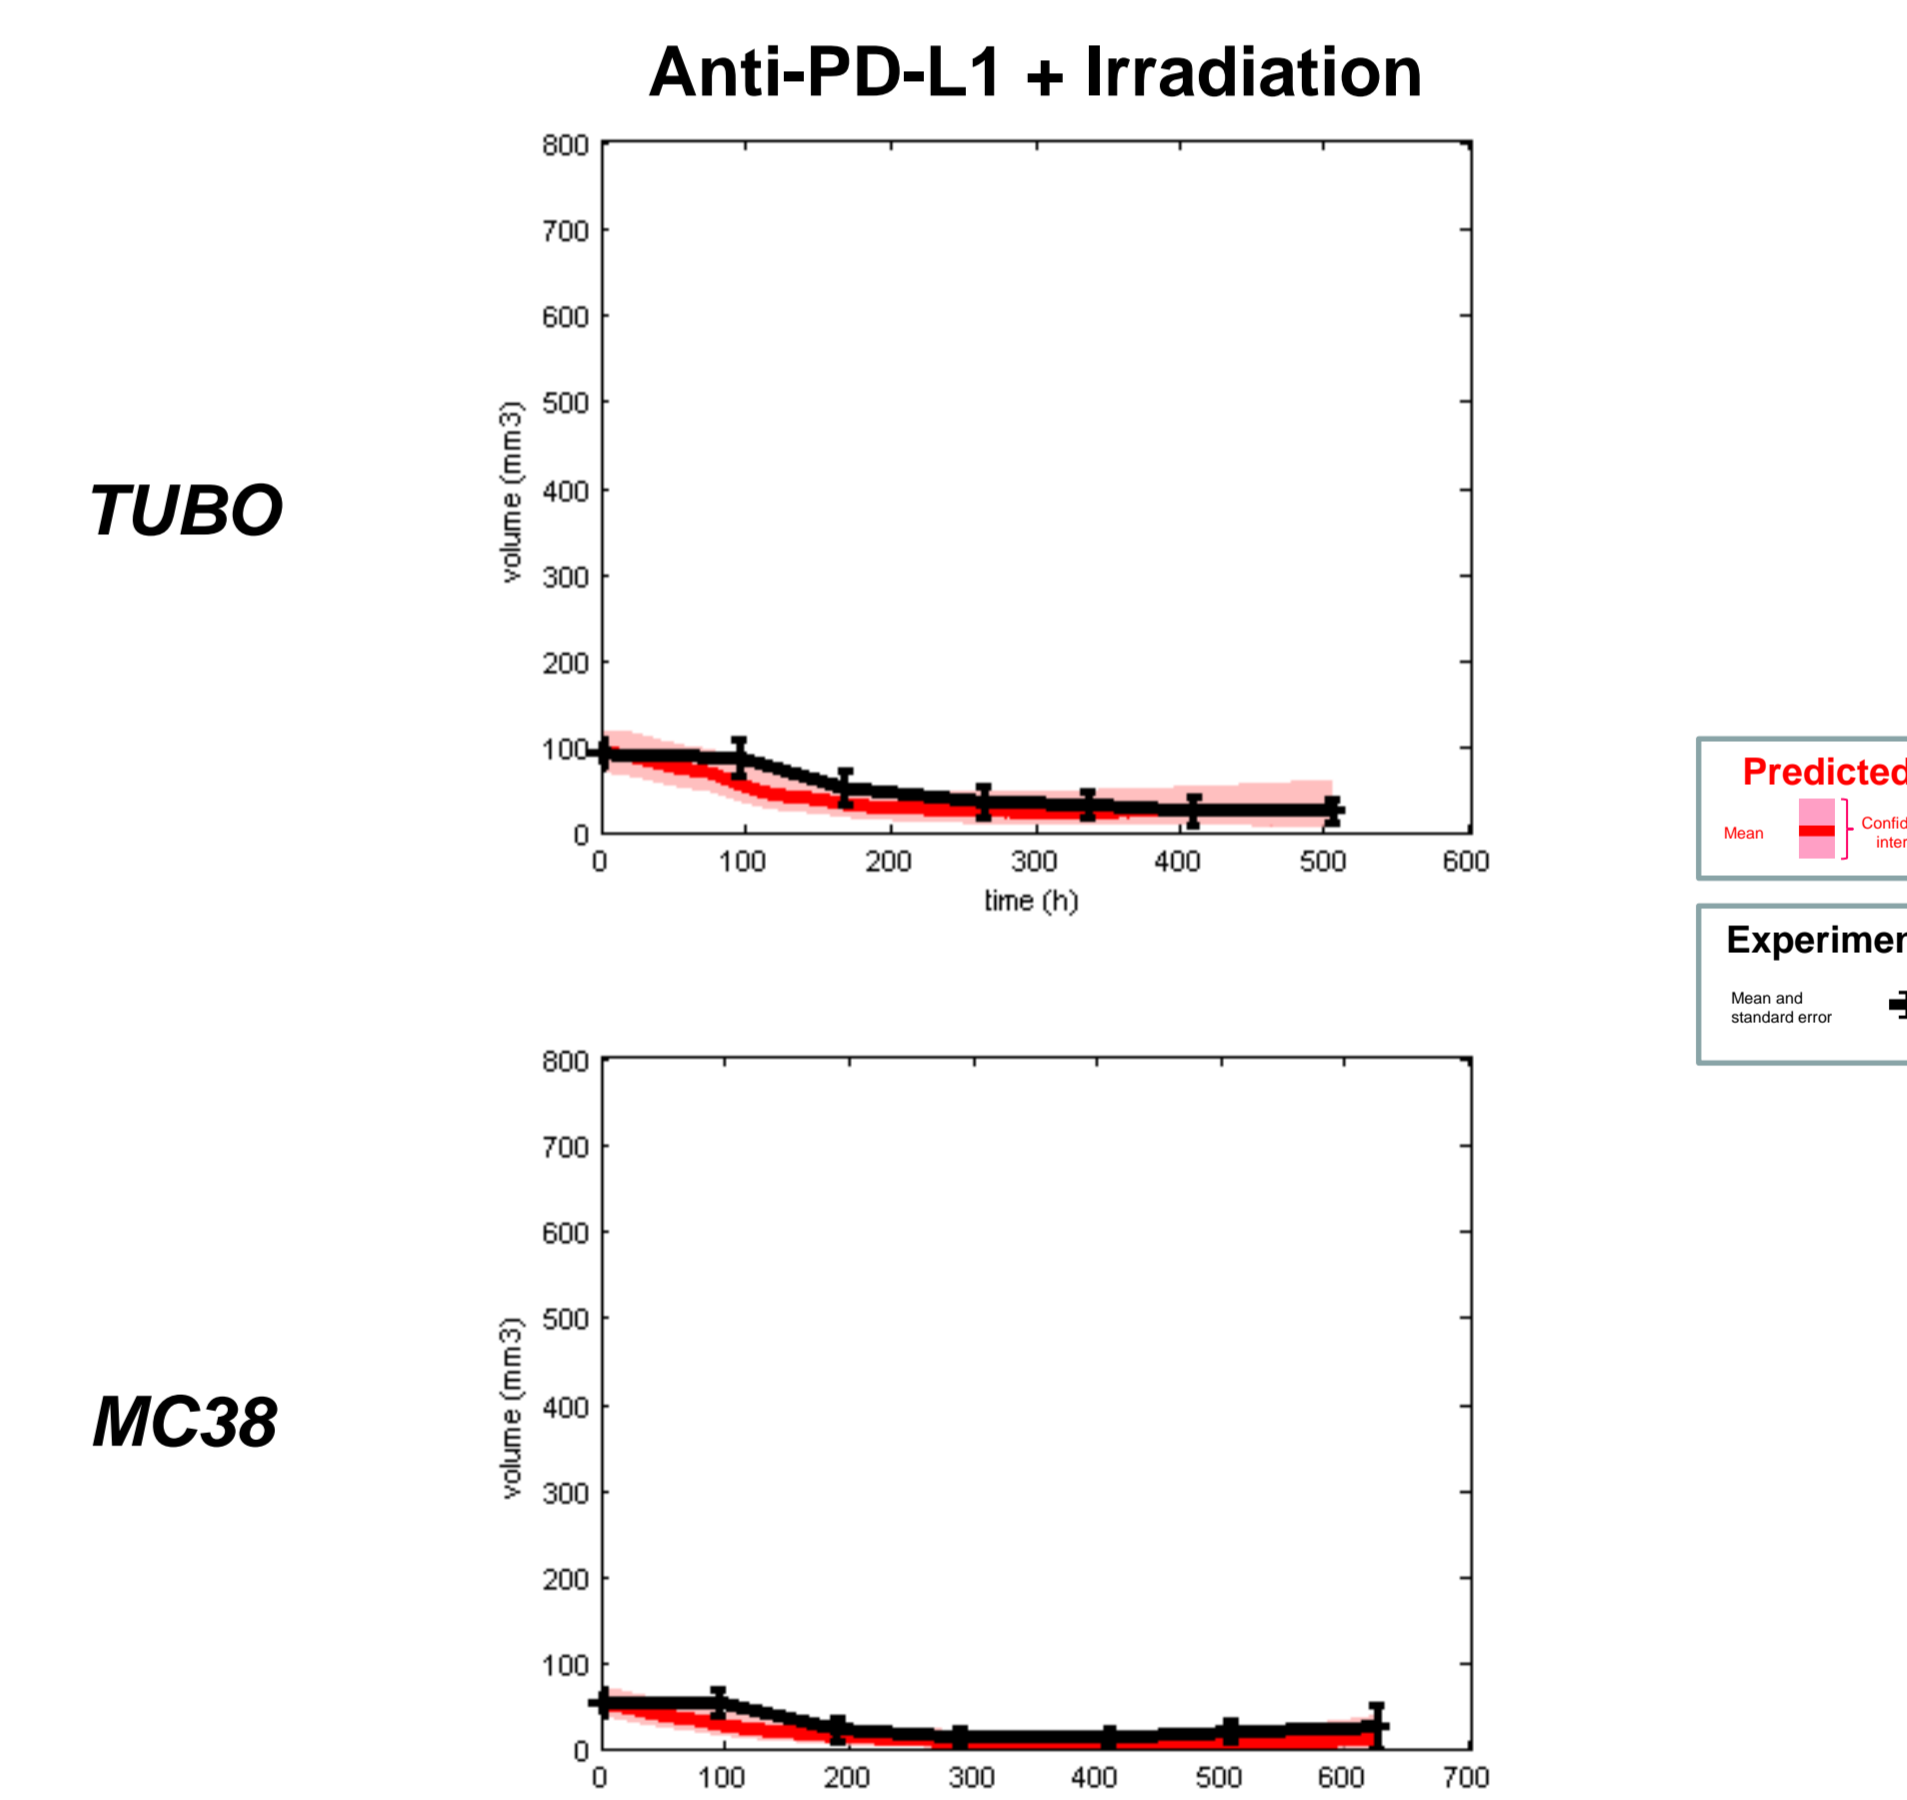 Anti-PD-L1 + Irradiation
TUBO
volume (mm3)
800
700
600
500
400
300
200
100
0
0 100 200 300 400 500 600
time (h)
Predicted
Mean
Experimen
Mean and
standard error
MC38
volume (mm3)
800
700
600
500
400
300
200
100
0
0 100 200 300 400 500 600 700